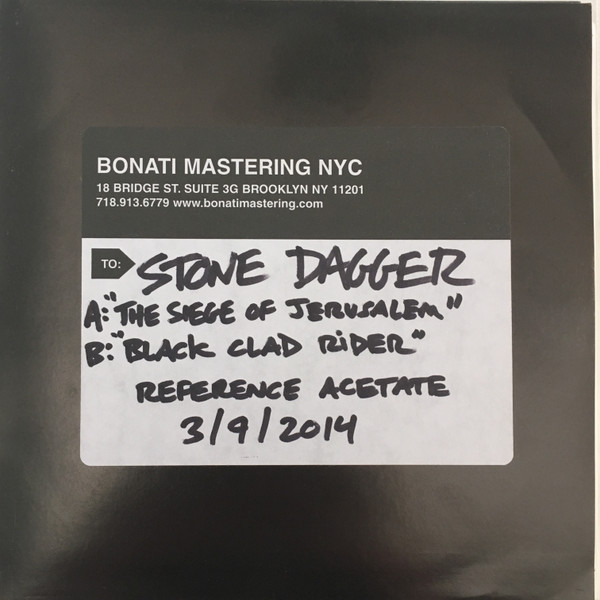 BONATI MASTERING NYC
18 BRIDGE ST. SUITE 3G BROOKLYN NY 11201
718.913.6779 www.bonatimastering.com
TO: STONE DAGGER
A: "THE SIEGE OF JERUSALEM"
B: "BLACK CLAD RiDER"
REFERENCE ACETATE
3/9/2014